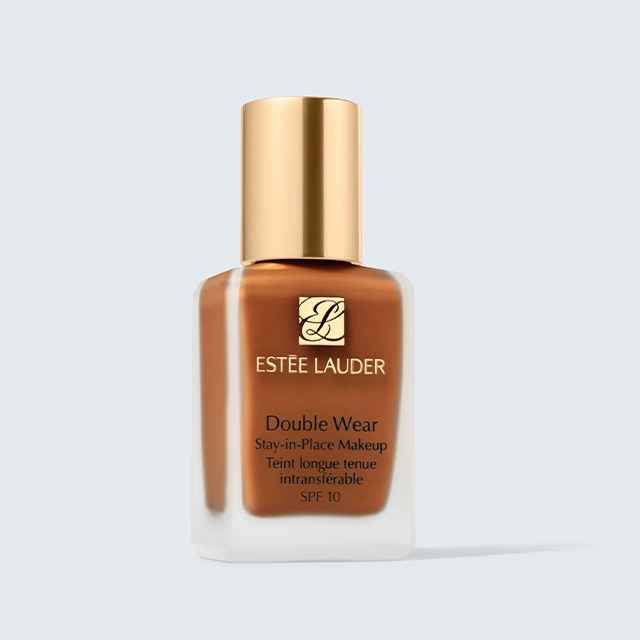 EL
ESTĒE LAUDER
Double Wear
Stay-in-Place Makeup
Teint longue tenue
intransférable
SPF 10